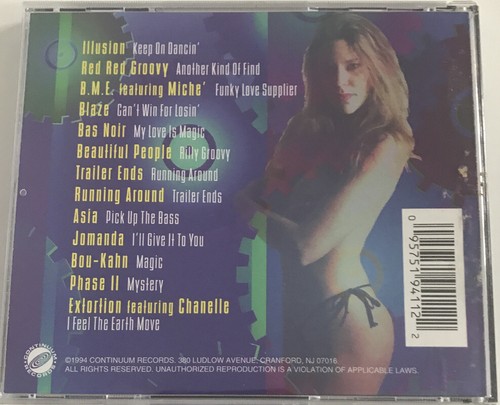 Illusion Keep On Dancin'
Red Red Groovy Another Kind Of Find
B.M.E. featuring Miche' Funky Love Supplier
Blaze Can't Win For Losin'
Bas Noir My Love Is Magic
Beautiful People Rilly Groovy
Trailer Ends Running Around
Running Around Trailer Ends
Asia Pick Up The Bass
Jomanda I'll Give It To You
Bou-Kahn Magic
Phase II Mystery
Extortion featuring Chanelle
I Feel The Earth Move
0 95751 94112 2
CONTINUUM
RECORDS
©1994 CONTINUUM RECORDS. 380 LUDLOW AVENUE, CRANFORD, NJ 07016.
ALL RIGHTS RESERVED. UNAUTHORIZED REPRODUCTION IS A VIOLATION OF APPLICABLE LAWS.